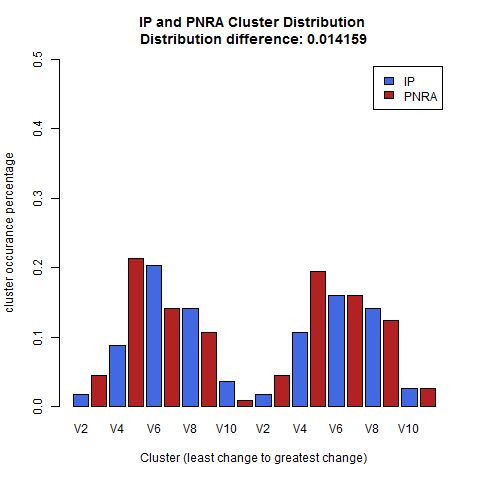 IP and PNRA Cluster Distribution
Distribution difference: 0.014159
IP
PNRA
cluster occurance percentage
0.5
0.4
0.3
0.2
0.1
0.0
V2 V4 V6 V8 V10 V2 V4 V6 V8 V10
Cluster (least change to greatest change)